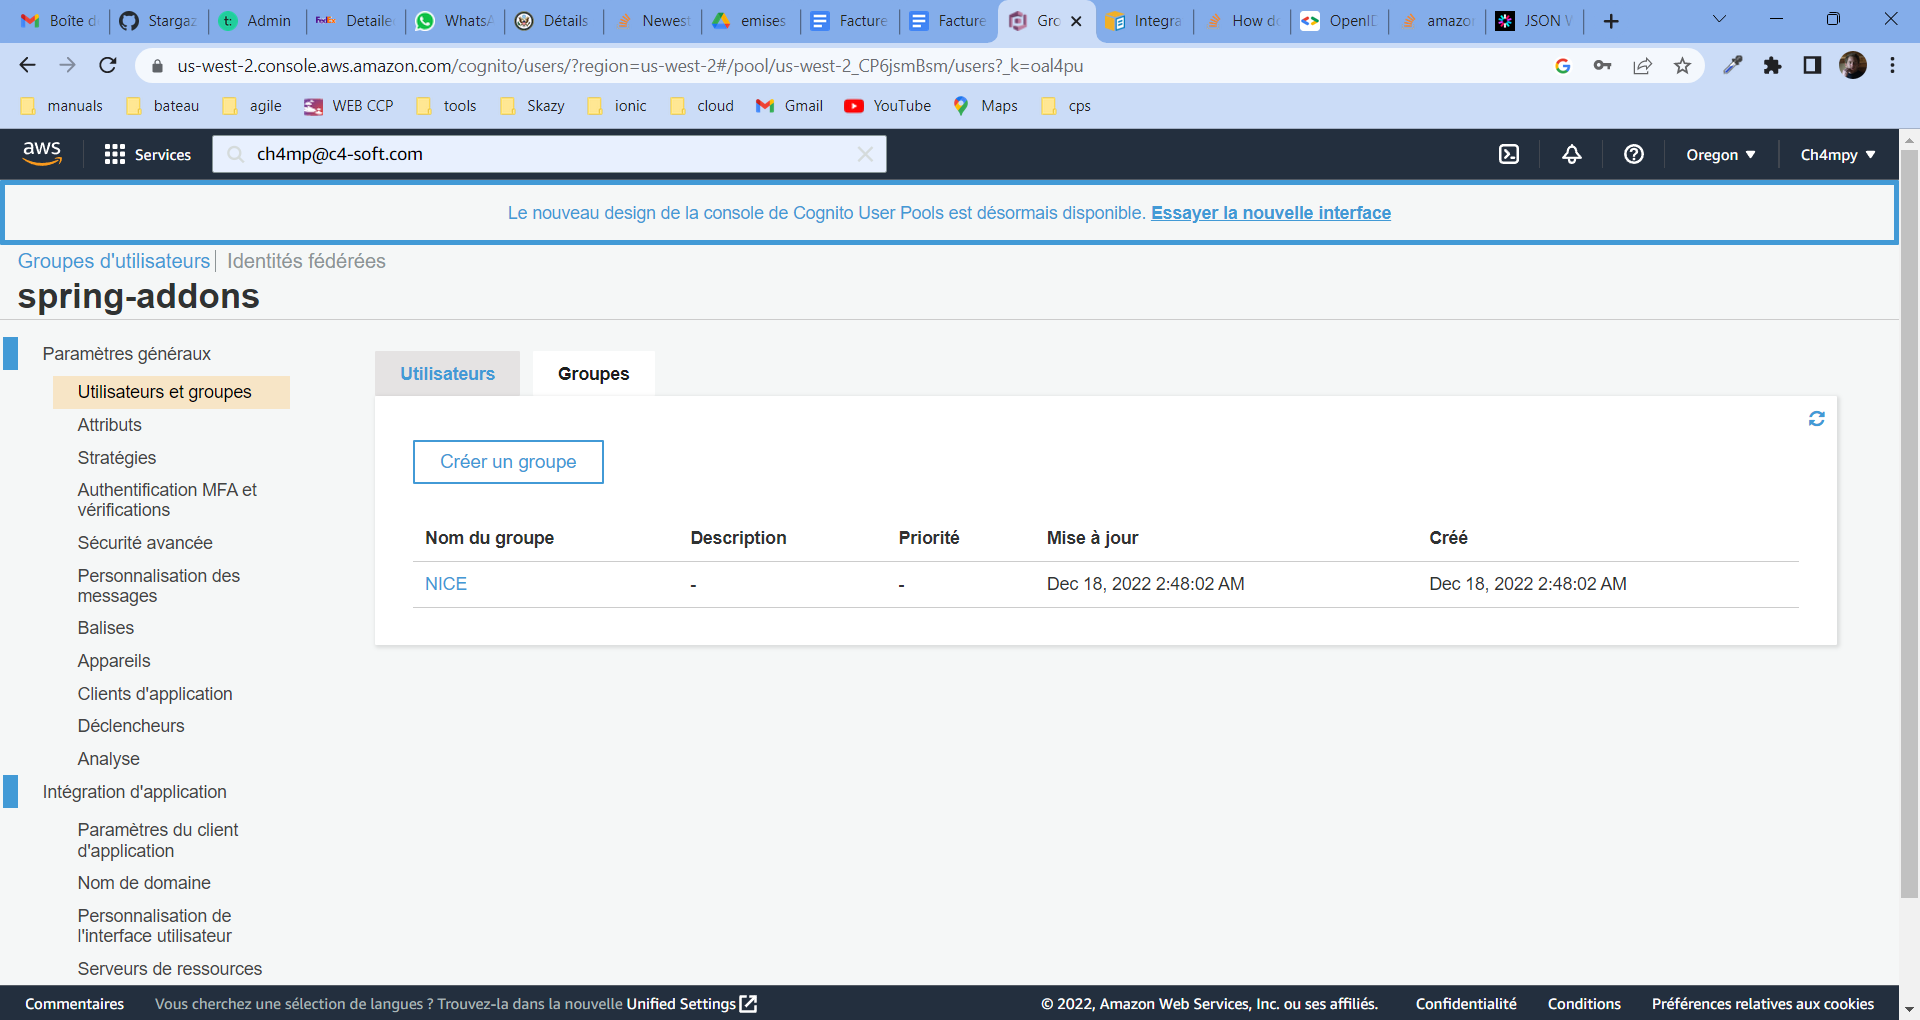 Boîte d
Stargaz
Admin
Detailed
WhatsA
Détails
Newest
emises
Facture
Facture
Gro
Integra
How do
OpenID
amazon
JSON W
us-west-2.console.aws.amazon.com/cognito/users/?region=us-west-2#/pool/us-west-2_CP6jsmBsm/users?_k=oal4pu
manuals
bateau
agile
WEB CCP
tools
Skazy
ionic
cloud
Gmail
YouTube
Maps
cps
aws
Services
ch4mp@c4-soft.com
Oregon
Ch4mpy
Le nouveau design de la console de Cognito User Pools est désormais disponible. Essayer la nouvelle interface
Groupes d'utilisateurs | Identités fédérées
spring-addons
Paramètres généraux
Utilisateurs et groupes
Attributs
Stratégies
Authentification MFA et
vérifications
Sécurité avancée
Personnalisation des
messages
Balises
Appareils
Clients d'application
Déclencheurs
Analyse
Intégration d'application
Paramètres du client
d'application
Nom de domaine
Personnalisation de
l'interface utilisateur
Serveurs de ressources
Utilisateurs
Groupes
Créer un groupe
Nom du groupe Description Priorité Mise à jour Créé
NICE - - Dec 18, 2022 2:48:02 AM Dec 18, 2022 2:48:02 AM
Commentaires
Vous cherchez une sélection de langues ? Trouvez-la dans la nouvelle Unified Settings
© 2022, Amazon Web Services, Inc. ou ses affiliés.
Confidentialité
Conditions
Préférences relatives aux cookies